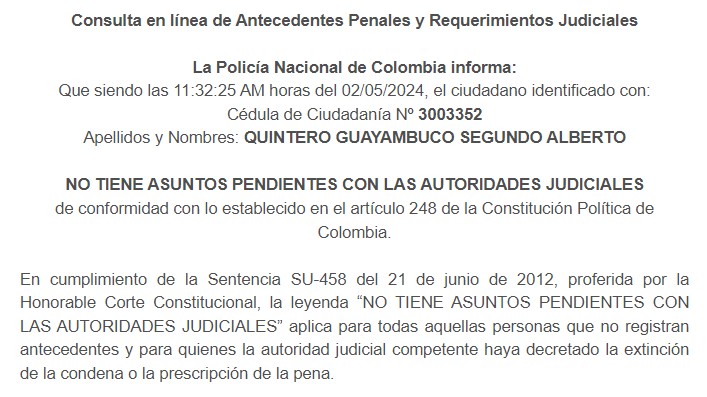 Consulta en línea de Antecedentes Penales y Requerimientos Judiciales
La Policía Nacional de Colombia informa:
Que siendo las 11:32:25 AM horas del 02/05/2024, el ciudadano identificado con:
Cédula de Ciudadanía Nº 3003352
Apellidos y Nombres: QUINTERO GUAYAMBUCO SEGUNDO ALBERTO
NO TIENE ASUNTOS PENDIENTES CON LAS AUTORIDADES JUDICIALES
de conformidad con lo establecido en el artículo 248 de la Constitución Política de
Colombia.
En cumplimiento de la Sentencia SU-458 del 21 de junio de 2012, proferida por la
Honorable Corte Constitucional, la leyenda “NO TIENE ASUNTOS PENDIENTES CON
LAS AUTORIDADES JUDICIALES” aplica para todas aquellas personas que no registran
antecedentes y para quienes la autoridad judicial competente haya decretado la extinción
de la condena o la prescripción de la pena.